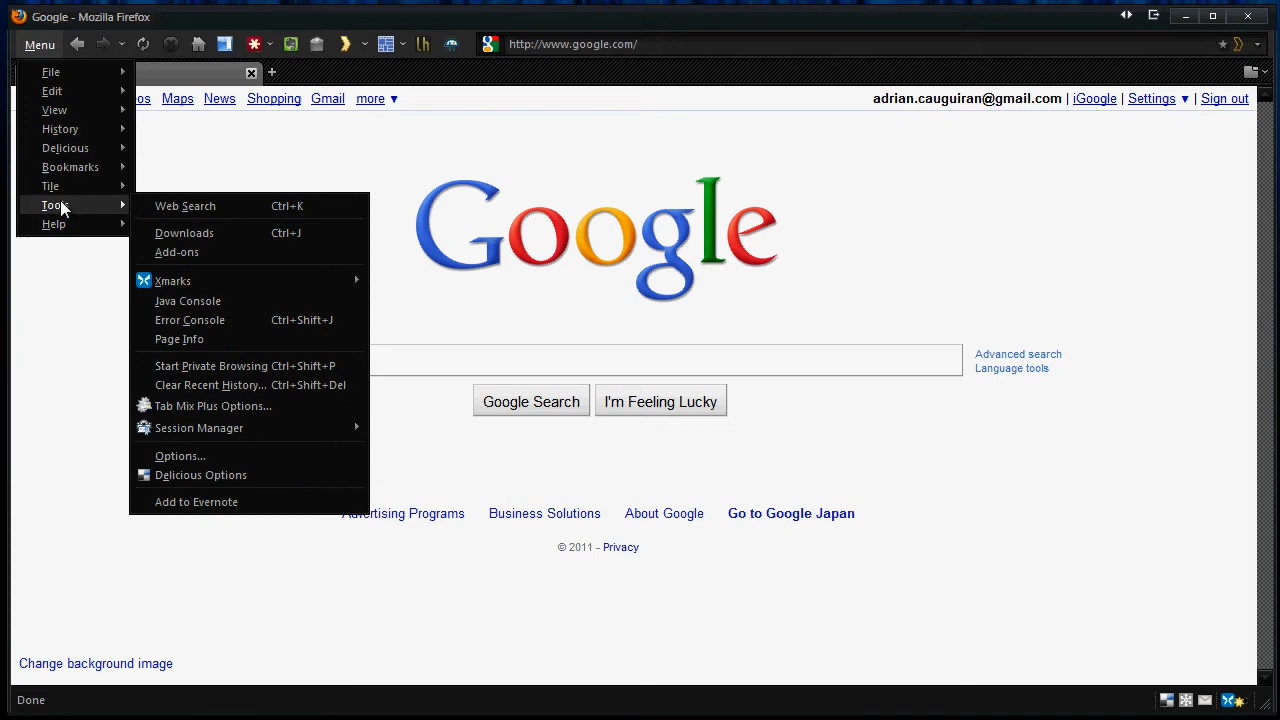 Google - Mozilla Firefox
Menu
http://www.google.com/
File
Edit
View
History
Delicious
Bookmarks
Tile
Help
Maps News Shopping Gmail more ▼
adrian.cauguiran@gmail.com | iGoogle | Settings ▼ | Sign out
Web Search Ctrl+K
Downloads Ctrl+J
Add-ons
Xmarks
Java Console
Error Console Ctrl+Shift+J
Page Info
Start Private Browsing Ctrl+Shift+P
Clear Recent History... Ctrl+Shift+Del
Tab Mix Plus Options...
Session Manager
Options...
Delicious Options
Add to Evernote
Google
Advanced search
Language tools
Google Search I'm Feeling Lucky
Advertising Programs Business Solutions About Google Go to Google Japan
© 2011 - Privacy
Change background image
Done